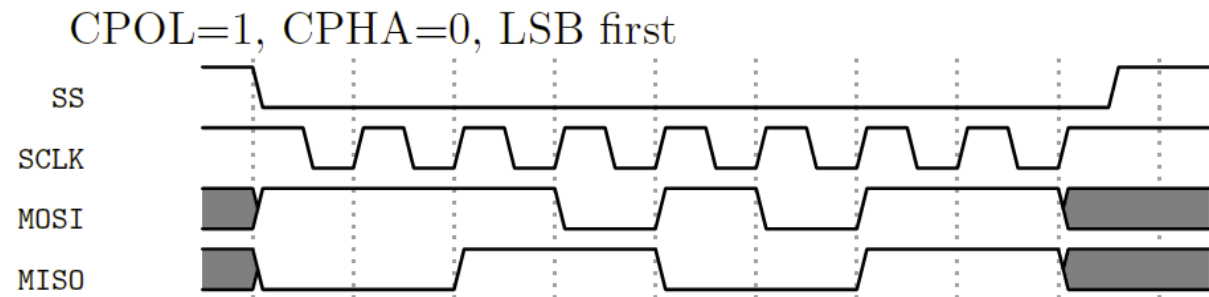 CPOL=1, CPHA=0, LSB first
SS
SCLK
MOSI
MISO